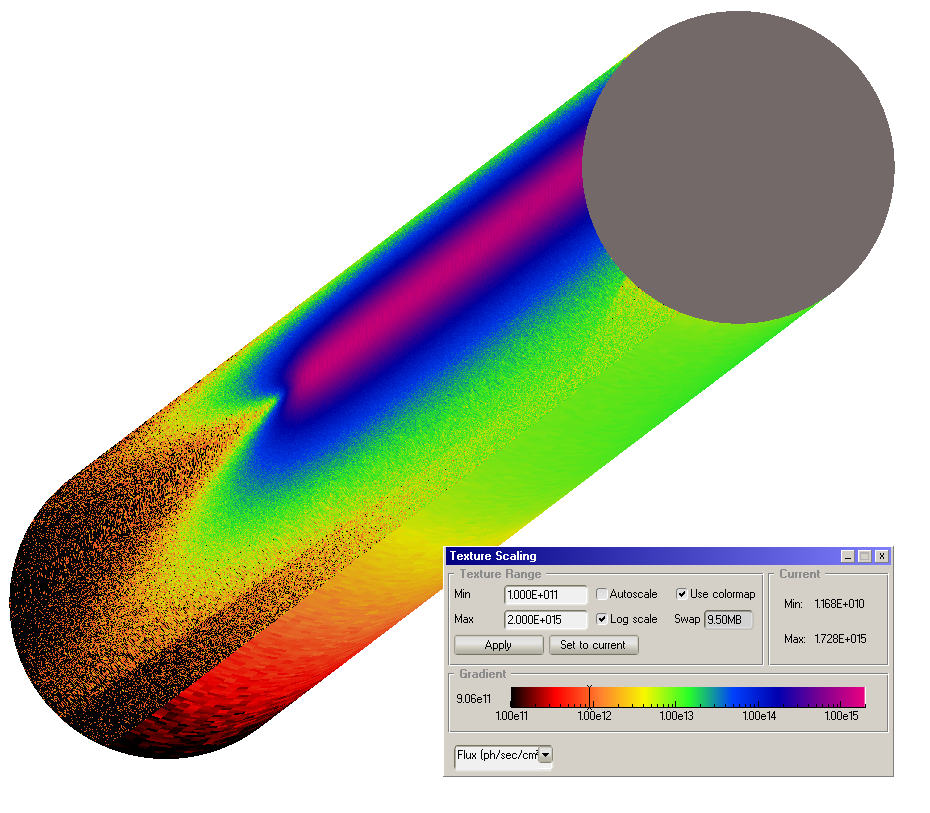 Texture Scaling
Texture Range
Current
Min 1.000E+011 Autoscale Use colormap
Min: 1.168E+010
Max 2.000E+015 Log scale Swap 9.50MB
Max: 1.728E+015
Apply Set to current
Gradient
9.06e11
1.00e11 1.00e12 1.00e13 1.00e14 1.00e15
Flux (ph/sec/cm²